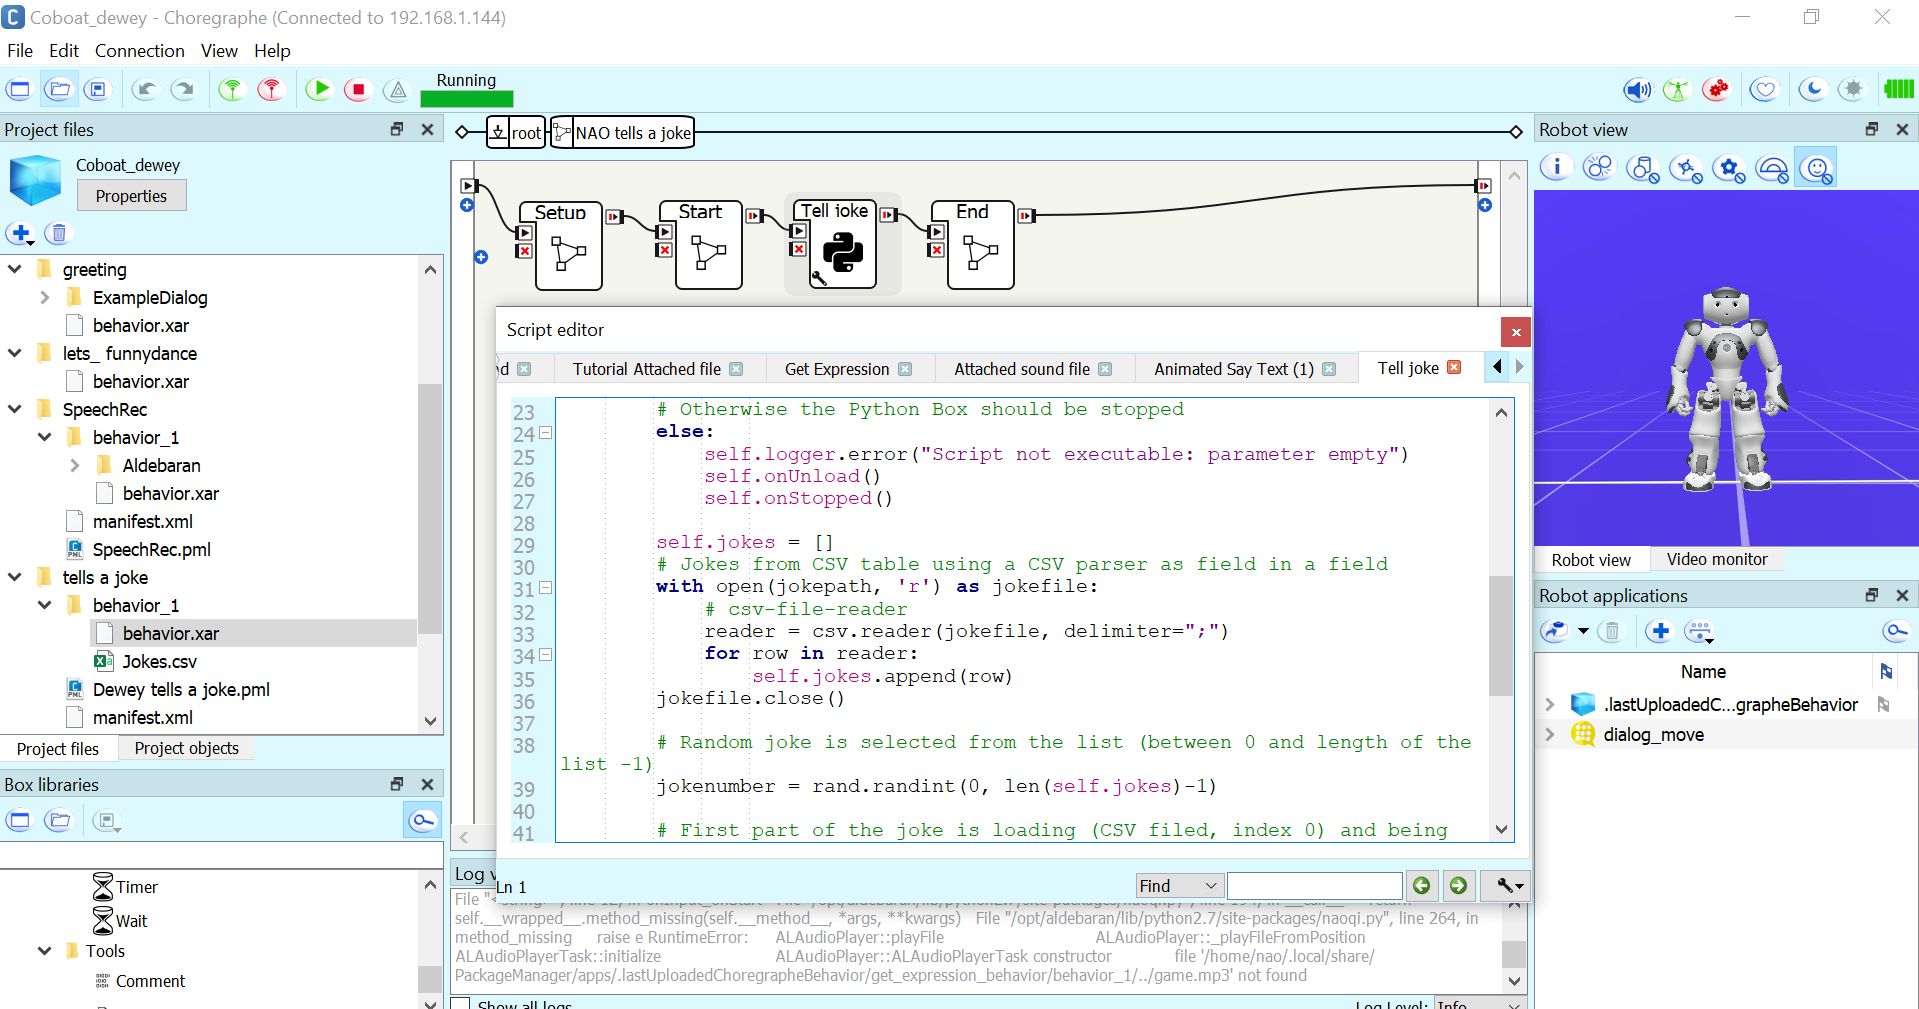 Coboat_dewey - Choregraphe (Connected to 192.168.1.144)
File Edit Connection View Help
Running
Project files
Coboat_dewey
Properties
greeting
ExampleDialog
behavior.xar
lets_ funnydance
behavior.xar
SpeechRec
behavior_1
Aldebaran
behavior.xar
manifest.xml
SpeechRec.pml
tells a joke
behavior_1
behavior.xar
Jokes.csv
Dewey tells a joke.pml
manifest.xml
Project files Project objects
Box libraries
Timer
Wait
Tools
Comment
root NAO tells a joke
Setup Start Tell joke End
Script editor
d Tutorial Attached file Get Expression Attached sound file Animated Say Text (1) Tell joke
23 # Otherwise the Python Box should be stopped
24 else:
25 self.logger.error("Script not executable: parameter empty")
26 self.onUnload()
27 self.onStopped()
28
29 self.jokes = []
30 # Jokes from CSV table using a CSV parser as field in a field
31 with open(jokepath, 'r') as jokefile:
32 # csv-file-reader
33 reader = csv.reader(jokefile, delimiter=";")
34 for row in reader:
35 self.jokes.append(row)
36 jokefile.close()
37
38 # Random joke is selected from the list (between 0 and length of the
list -1)
39 jokenumber = rand.randint(0, len(self.jokes)-1)
40
41 # First part of the joke is loading (CSV filed, index 0) and being
Ln 1 Find
Log v
self.__wrapped__.method_missing(self.__method__, *args, **kwargs) File "/opt/aldebaran/lib/python2.7/site-packages/naoqi.py", line 264, in
method_missing raise e RuntimeError: ALAudioPlayer::playFile ALAudioPlayer::_playFileFromPosition
ALAudioPlayerTask::initialize ALAudioPlayer::ALAudioPlayerTask constructor file '/home/nao/.local/share/
PackageManager/apps/.lastUploadedChoregrapheBehavior/get_expression_behavior/behavior_1/../game.mp3' not found
Show all logs Log Level: Info
Robot view
Robot view Video monitor
Robot applications
Name
.lastUploadedC...grapheBehavior
dialog_move